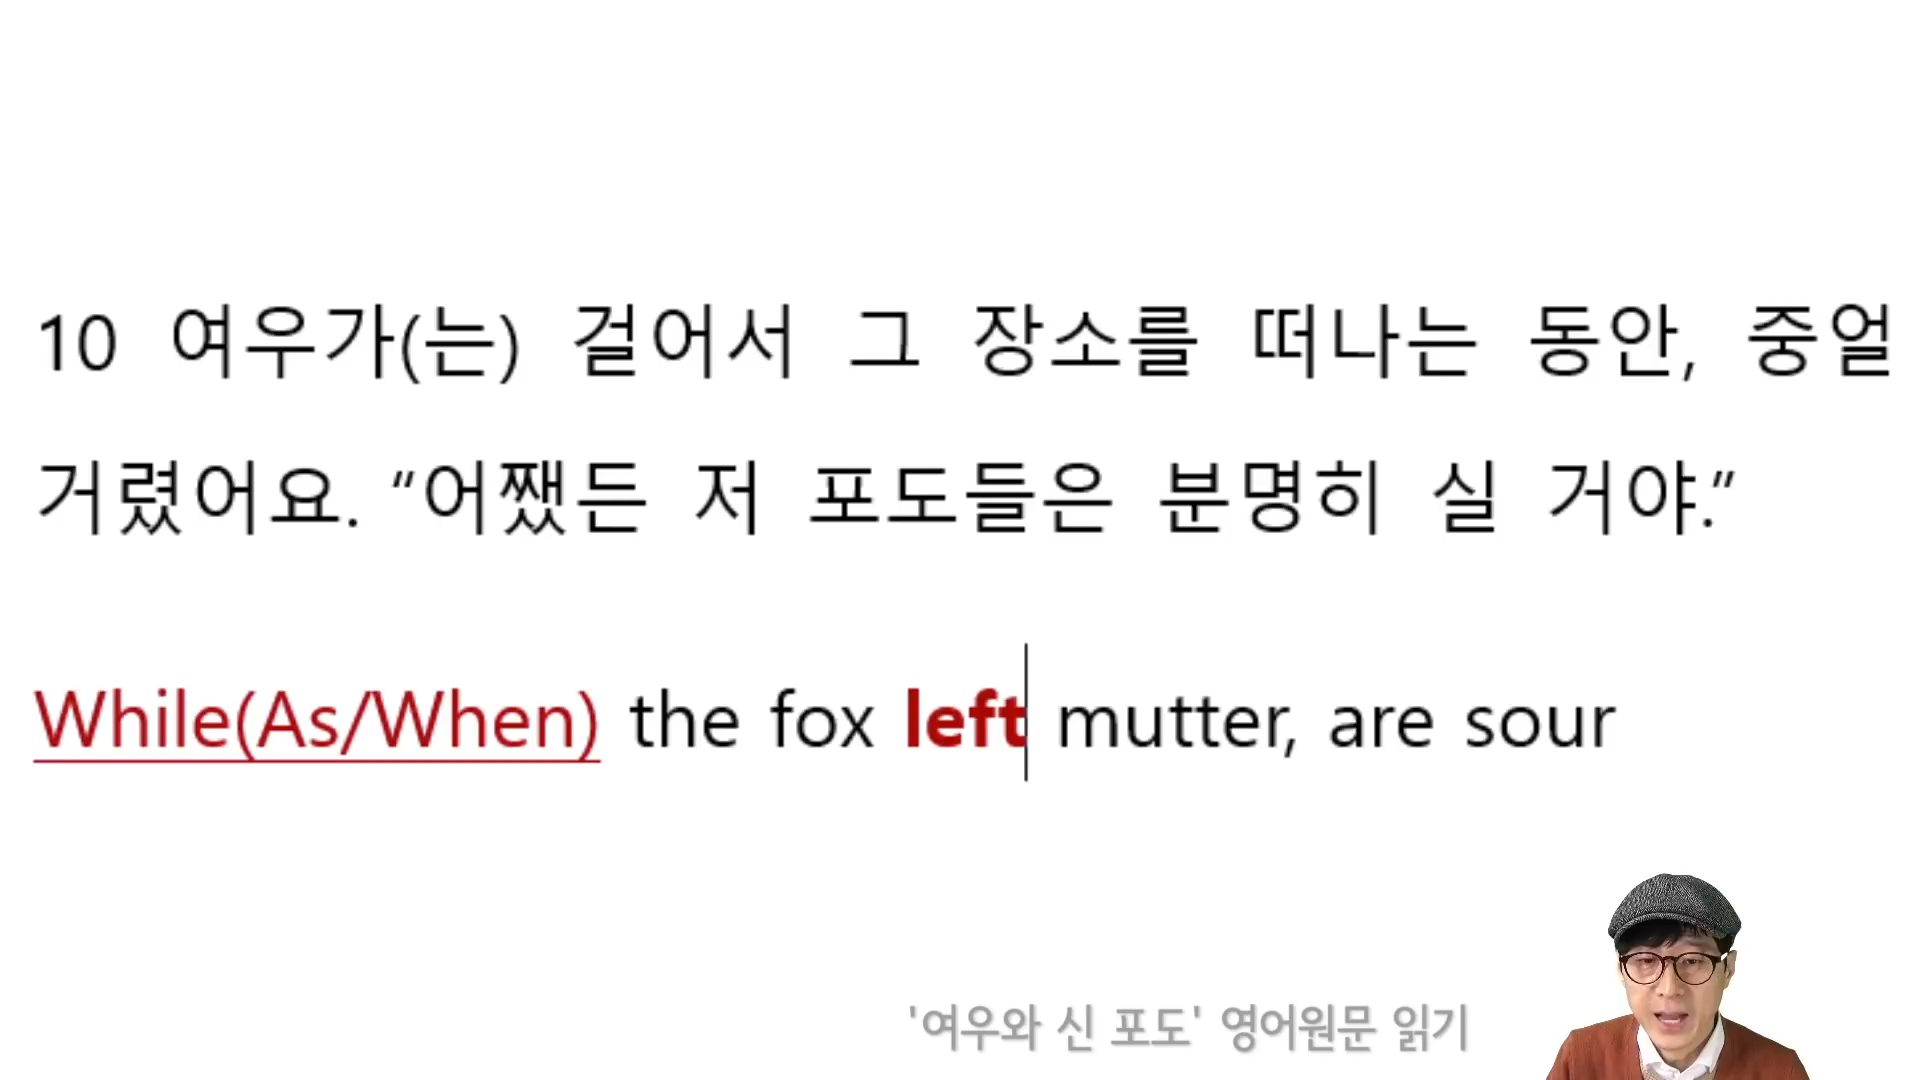 10 여우가(는) 걸어서 그 장소를 떠나는 동안, 중얼
거렸어요. “어쨌든 저 포도들은 분명히 실 거야.”
While(As/When) the fox left mutter, are sour
'여우와 신 포도' 영어원문 읽기